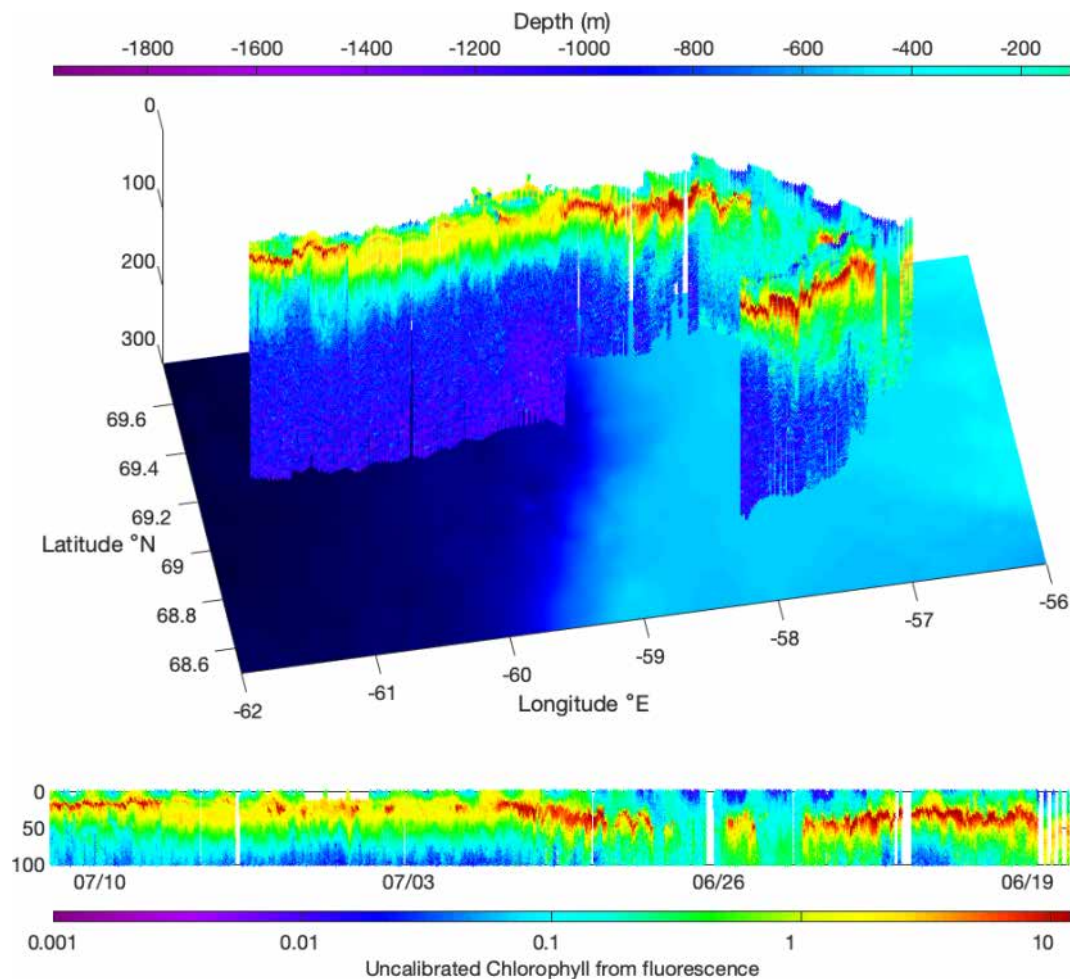 Depth (m)
-1800 -1600 -1400 -1200 -1000 -800 -600 -400 -200
0
100
200
300
69.6
69.4
69.2
69
68.8
68.6
Latitude °N
-62 -61 -60 -59 -58 -57 -56
Longitude °E
0
50
100
07/10 07/03 06/26 06/19
0.001 0.01 0.1 1 10
Uncalibrated Chlorophyll from fluorescence